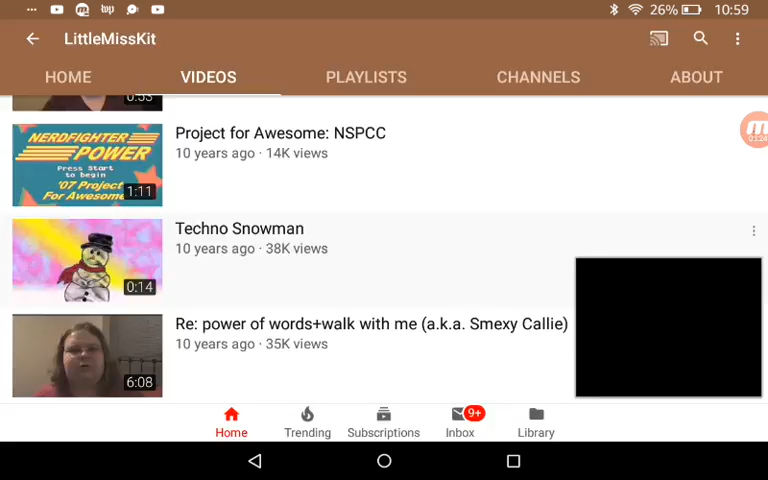 26% 10:59
LittleMissKit
HOME VIDEOS PLAYLISTS CHANNELS ABOUT
0:53
NERDFIGHTER
POWER
Press Start
to begin
'07 Project
For Awesome
1:11
Project for Awesome: NSPCC
10 years ago · 14K views
03:24
Techno Snowman
10 years ago · 38K views
0:14
Re: power of words+walk with me (a.k.a. Smexy Callie)
10 years ago · 35K views
6:08
9+
Home Trending Subscriptions Inbox Library